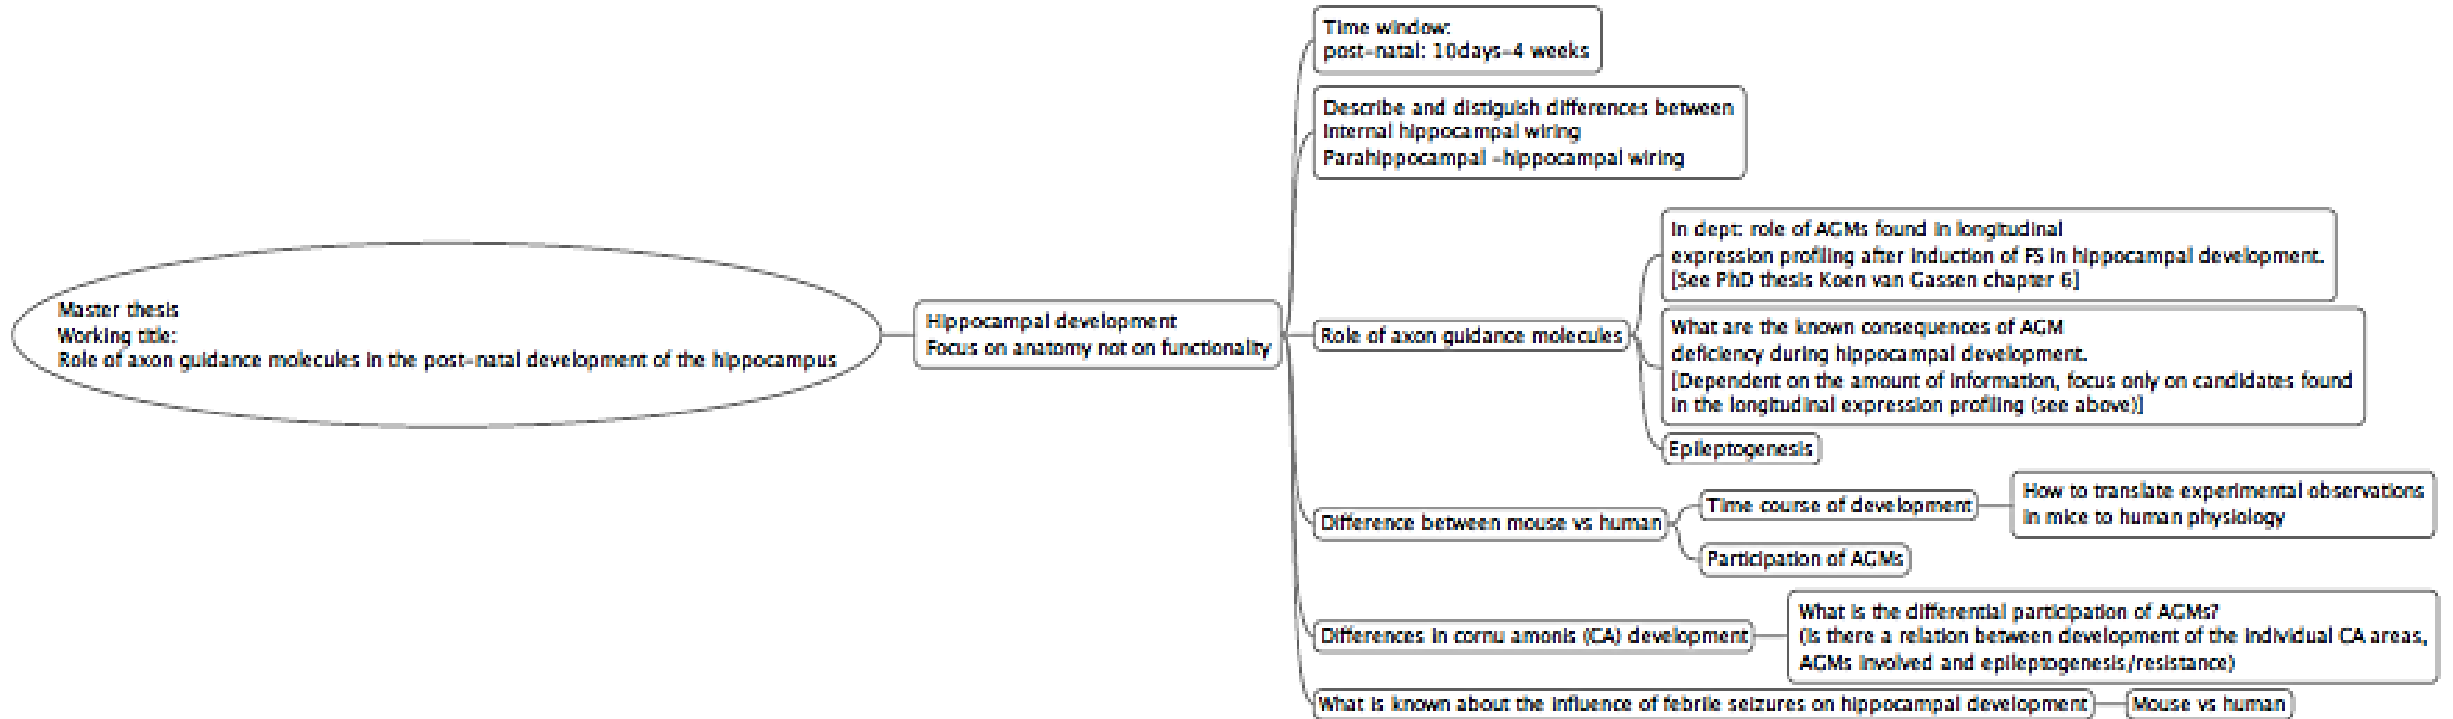 Master thesis
Working title:
Role of axon guidance molecules in the post-natal development of the hippocampus
Hippocampal development
Focus on anatomy not on functionality
Time window:
post-natal: 10days-4 weeks
Describe and distiguish differences between
Internal hippocampal wiring
Parahippocampal -hippocampal wiring
Role of axon guidance molecules
In dept: role of AGMs found in longitudinal
expression profiling after induction of FS in hippocampal development.
[See PhD thesis Koen van Gassen chapter 6]
What are the known consequences of AGM
deficiency during hippocampal development.
[Dependent on the amount of information, focus only on candidates found
in the longitudinal expression profiling (see above)]
Epileptogenesis
Difference between mouse vs human
Time course of development
How to translate experimental observations
in mice to human physiology
Participation of AGMs
Differences in cornu amonis (CA) development
What is the differential participation of AGMs?
(Is there a relation between development of the individual CA areas,
AGMs involved and epileptogenesis/resistance)
What is known about the influence of febrile seizures on hippocampal development
Mouse vs human